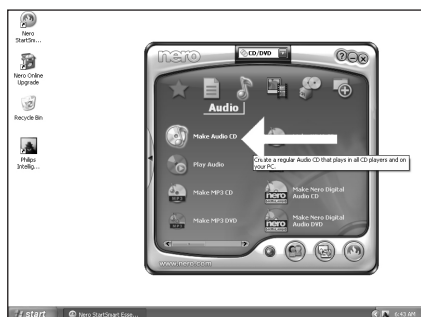 Nero
StartSm...
Nero Online
Upgrade
Recycle Bin
Philips
Intellig...
nero
CD/DVD
Audio
Make Audio CD
Create a regular Audio CD that plays in all CD players and on
your PC.
Play Audio
Make MP3 CD
Make Nero Digital
Audio CD
Make MP3 DVD
Make Nero Digital
Audio DVD
www.nero.com
start
Nero StartSmart Esse...
6:43 AM